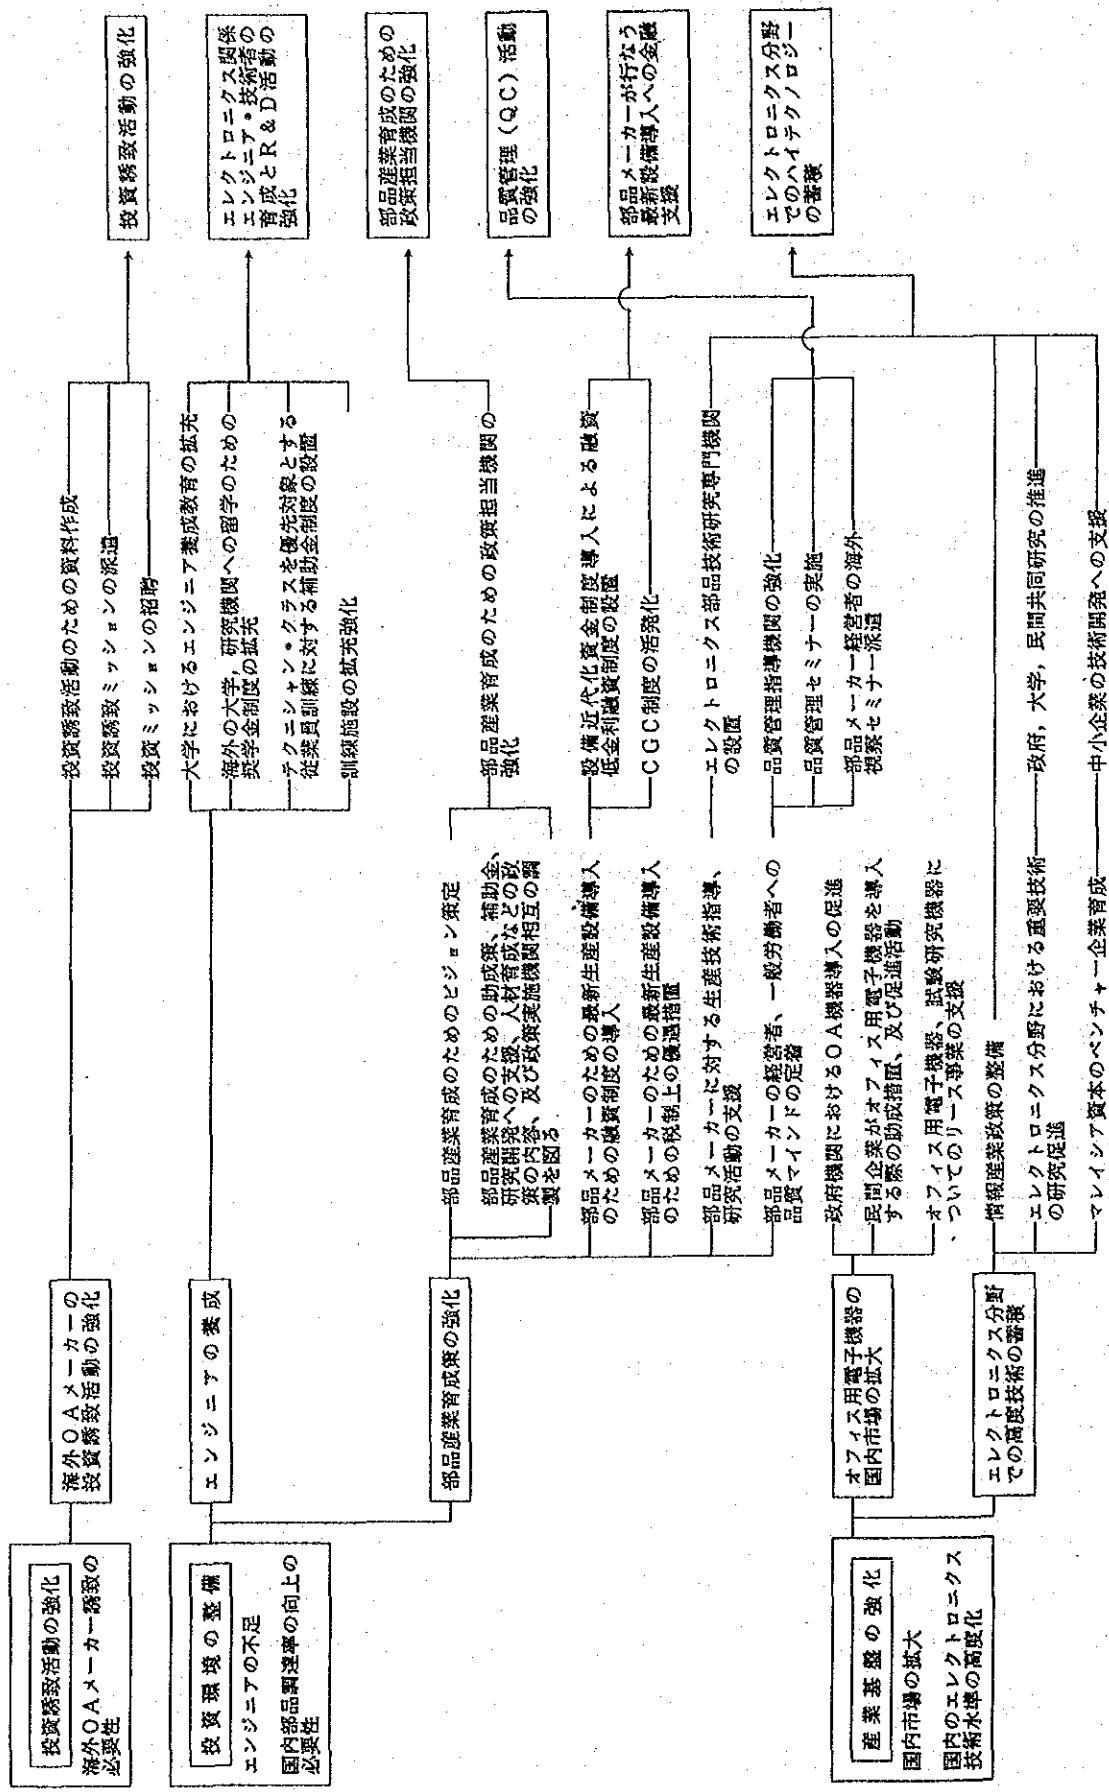 投資誘致活動の強化
海外OAメーカー誘致の
必要性
投資環境の整備
エンジニアの不足
国内部品調達率の向上の
必要性
産業基盤の強化
国内市場の拡大
国内のエレクトロニクス
技術水準の高度化
海外OAメーカーの
投資誘致活動の強化
エンジニアの養成
部品産業育成策の強化
オフィス用電子機器の
国内市場の拡大
エレクトロニクス分野
での高度技術の蓄積
部品産業育成のためのビジョン策定
部品産業育成のための助成策、補助金、
研究開発への支援、人材育成などの政
策の内容、及び政策実施機関相互の調
製を図る
部品メーカーのための最新生産設備導入
のための融資制度の導入
部品メーカーのための最新生産設備導入
のための税制上の優遇措置
部品メーカーに対する生産技術指導、
研究活動の支援
部品メーカーの経営者、一般労働者への
品質マインドの定着
政府機関におけるOA機器導入の促進
民間企業がオフィス用電子機器を導入
する際の助成措置、及び促進活動
オフィス用電子機器、試験研究機器に
ついてのリース事業の支援
情報産業政策の整備
エレクトロニクス分野における重要技術
の研究促進
マレイシア資本のベンチャー企業育成
投資誘致活動のための資料作成
投資誘致ミッションの派遣
投資ミッションの招聘
大学におけるエンジニア養成教育の拡充
海外の大学,研究機関への留学のための
奨学金制度の拡充
テクニシャン・クラスを優先対象とする
従業員訓練に対する補助金制度の設置
訓練施設の拡充強化
部品産業育成のための政策担当機関の
強化
設備近代化資金制度導入による融資
低金利融資制度の設置
CGC制度の活発化
エレクトロニクス部品技術研究専門機関
の設置
品質管理指導機関の強化
品質管理セミナーの実施
部品メーカー経営者の海外
視察セミナー派遣
政府,大学,民間共同研究の推進
中小企業の技術開発への支援
投資誘致活動の強化
エレクトロニクス関係
エンジニア・技術者の
育成とR&D活動の
強化
部品産業育成のための
政策担当機関の強化
品質管理(QC)活動
の強化
部品メーカーが行なう
最新設備導入への金融
支援
エレクトロニクス分野
でのハイテクノロジー
の蓄積